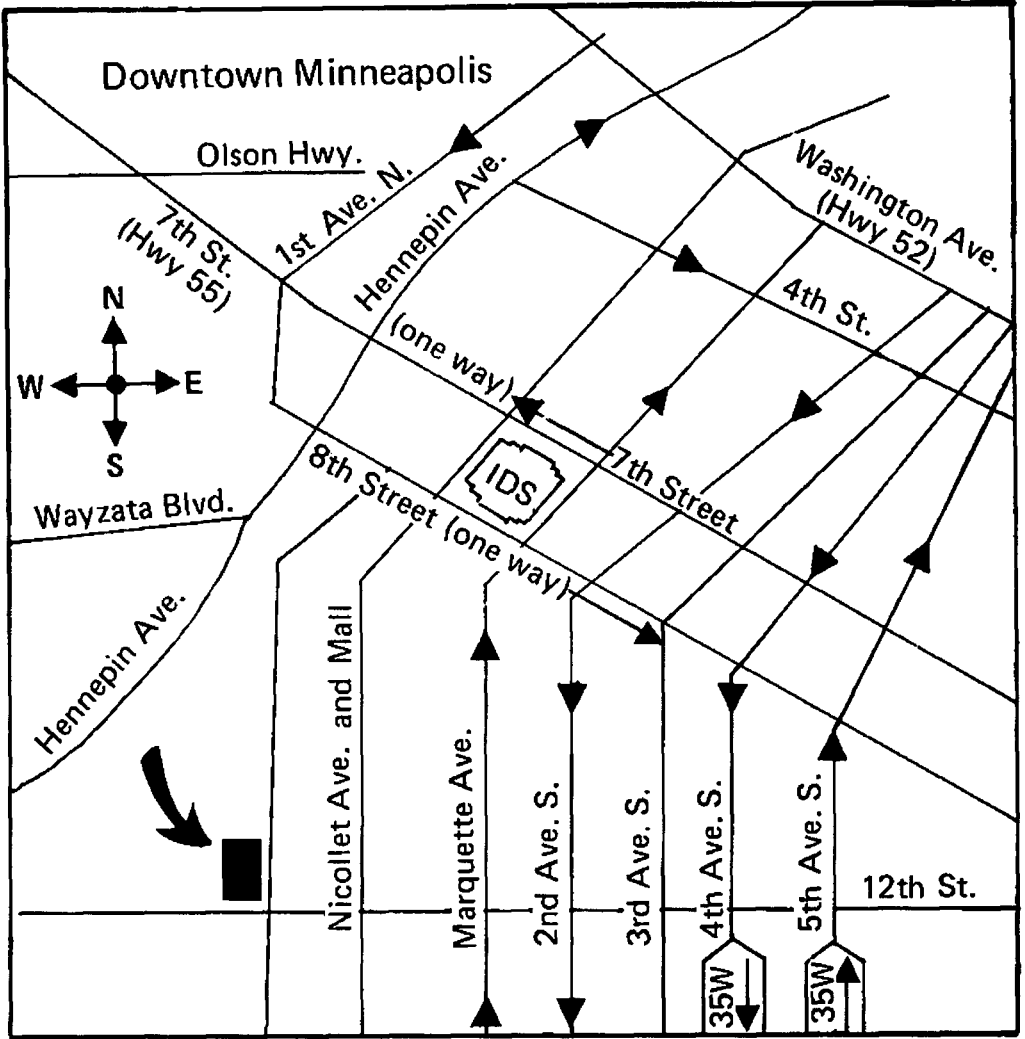 Downtown Minneapolis
Olson Hwy.
1st Ave. N.
Hennepin Ave.
Washington Ave.
(Hwy 52)
7th St.
(Hwy 55)
4th St.
N
W
E
S
(one way)
7th Street
IDS
8th Street (one way)
Wayzata Blvd.
Hennepin Ave.
Nicollet Ave. and Mall
Marquette Ave.
2nd Ave. S.
3rd Ave. S.
4th Ave. S.
5th Ave. S.
12th St.
35W
35W